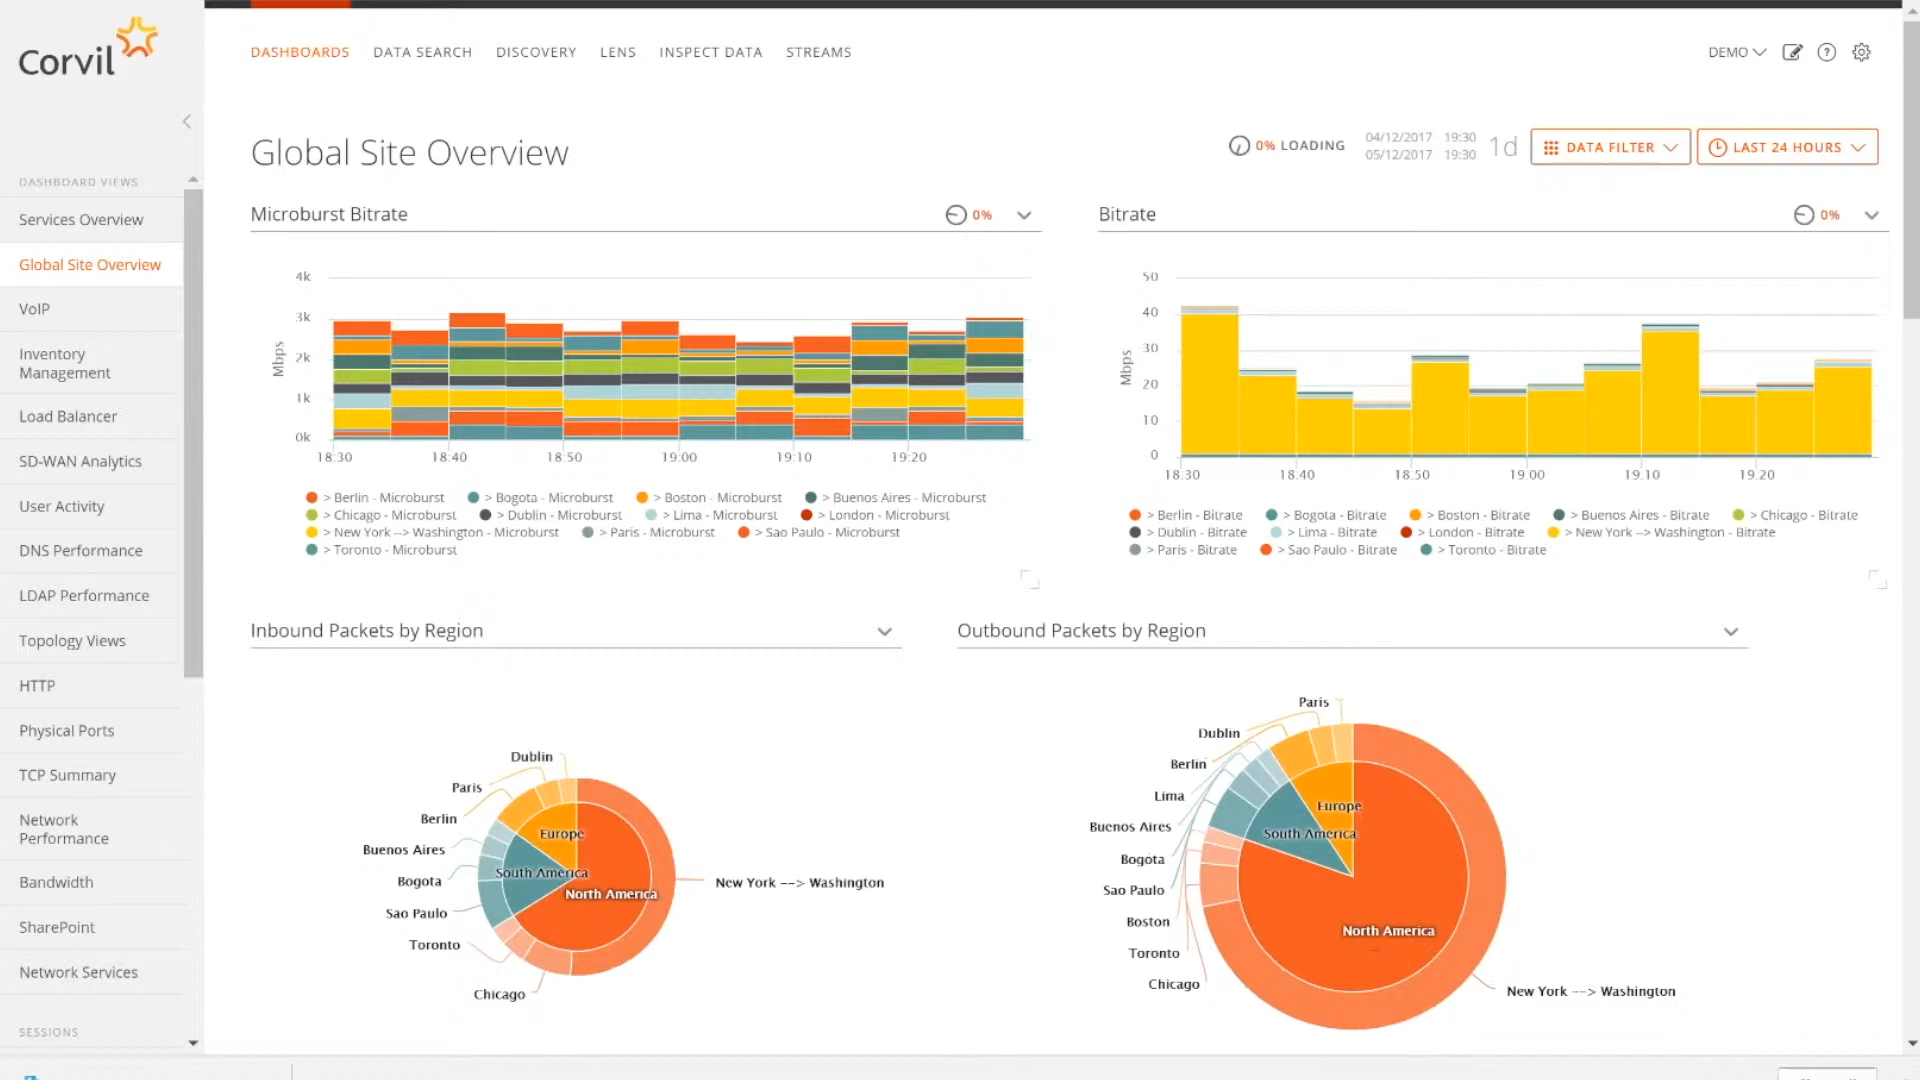 Corvil
DASHBOARDS DATA SEARCH DISCOVERY LENS INSPECT DATA STREAMS
DEMO
DASHBOARD VIEWS
Services Overview
Global Site Overview
VoIP
Inventory
Management
Load Balancer
SD-WAN Analytics
User Activity
DNS Performance
LDAP Performance
Topology Views
HTTP
Physical Ports
TCP Summary
Network
Performance
Bandwidth
SharePoint
Network Services
SESSIONS
Global Site Overview
0% LOADING
04/12/2017 19:30
05/12/2017 19:30
1d
DATA FILTER
LAST 24 HOURS
Microburst Bitrate
0%
4k
3k
2k
1k
0k
Mbps
18:30 18:40 18:50 19:00 19:10 19:20
> Berlin - Microburst > Bogota - Microburst > Boston - Microburst > Buenos Aires - Microburst
> Chicago - Microburst > Dublin - Microburst > Lima - Microburst > London - Microburst
> New York --> Washington - Microburst > Paris - Microburst > Sao Paulo - Microburst
> Toronto - Microburst
Bitrate
0%
50
40
30
20
10
0
Mbps
18:30 18:40 18:50 19:00 19:10 19:20
> Berlin - Bitrate > Bogota - Bitrate > Boston - Bitrate > Buenos Aires - Bitrate > Chicago - Bitrate
> Dublin - Bitrate > Lima - Bitrate > London - Bitrate > New York --> Washington - Bitrate
> Paris - Bitrate > Sao Paulo - Bitrate > Toronto - Bitrate
Inbound Packets by Region
Dublin
Paris
Berlin
Buenos Aires
Bogota
Sao Paulo
Toronto
Chicago
Europe
South America
North America
New York --> Washington
Outbound Packets by Region
Paris
Dublin
Berlin
Lima
Buenos Aires
Bogota
Sao Paulo
Boston
Toronto
Chicago
Europe
South America
North America
New York --> Washington